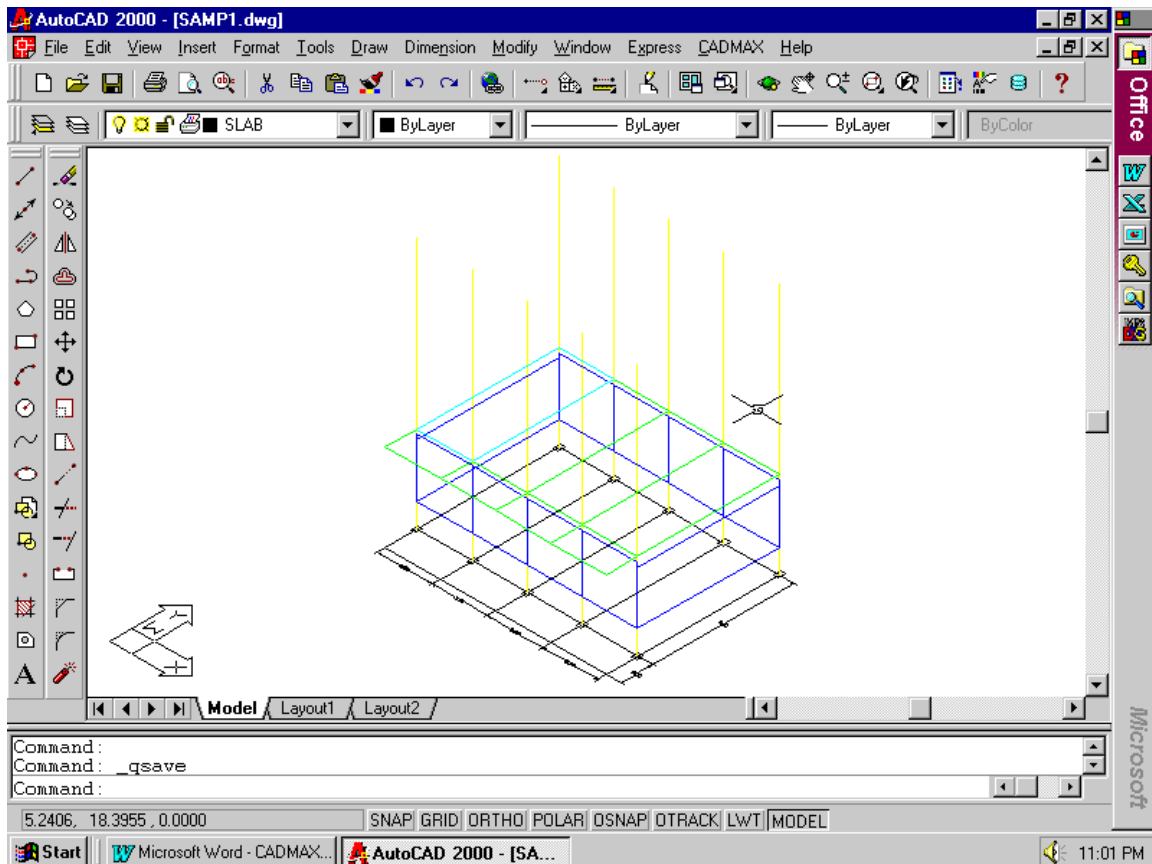 AutoCAD 2000 - [SAMP1.dwg]
File Edit View Insert Format Tools Draw Dimension Modify Window Express CADMAX Help
SLAB ByLayer ByLayer ByLayer ByColor
Office
A
Model Layout1 Layout2
Command:
Command: _qsave
Command:
5.2406, 18.3955, 0.0000 SNAP GRID ORTHO POLAR OSNAP OTRACK LWT MODEL
Microsoft
Start Microsoft Word - CADMAX... AutoCAD 2000 - [SA... 11:01 PM